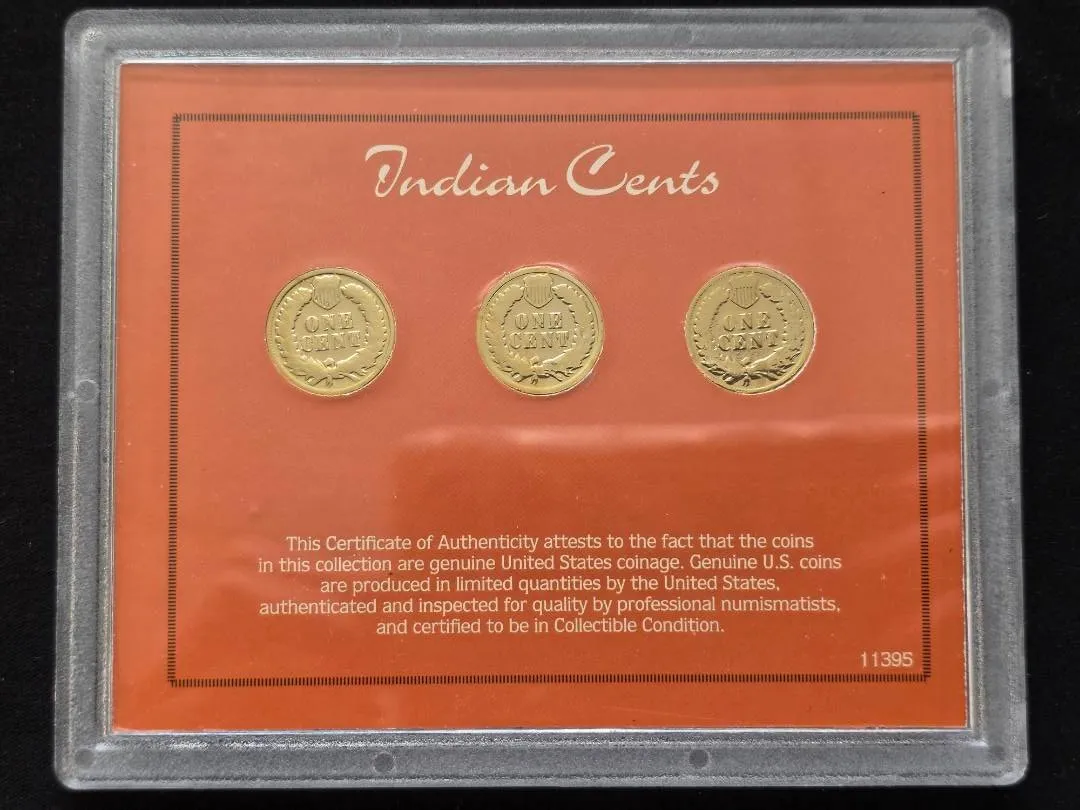 Indian Cents
ONE
CENT
ONE
CENT
ONE
CENT
This Certificate of Authenticity attests to the fact that the coins
in this collection are genuine United States coinage. Genuine U.S. coins
are produced in limited quantities by the United States,
authenticated and inspected for quality by professional numismatists,
and certified to be in Collectible Condition.
11395